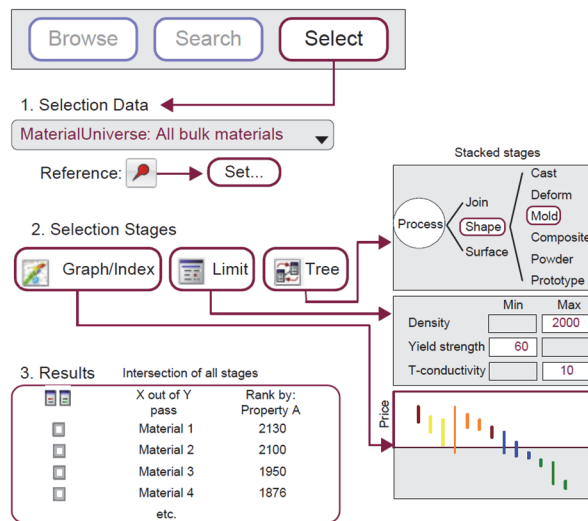 Browse
Search
Select
1. Selection Data
MaterialUniverse: All bulk materials
Reference:
Set...
2. Selection Stages
Graph/Index
Limit
Tree
Stacked stages
Process
Join
Shape
Surface
Cast
Deform
Mold
Composite
Powder
Prototype
Min Max
Density 2000
Yield strength 60
T-conductivity 10
Price
3. Results Intersection of all stages
X out of Y Rank by:
pass Property A
Material 1 2130
Material 2 2100
Material 3 1950
Material 4 1876
etc.